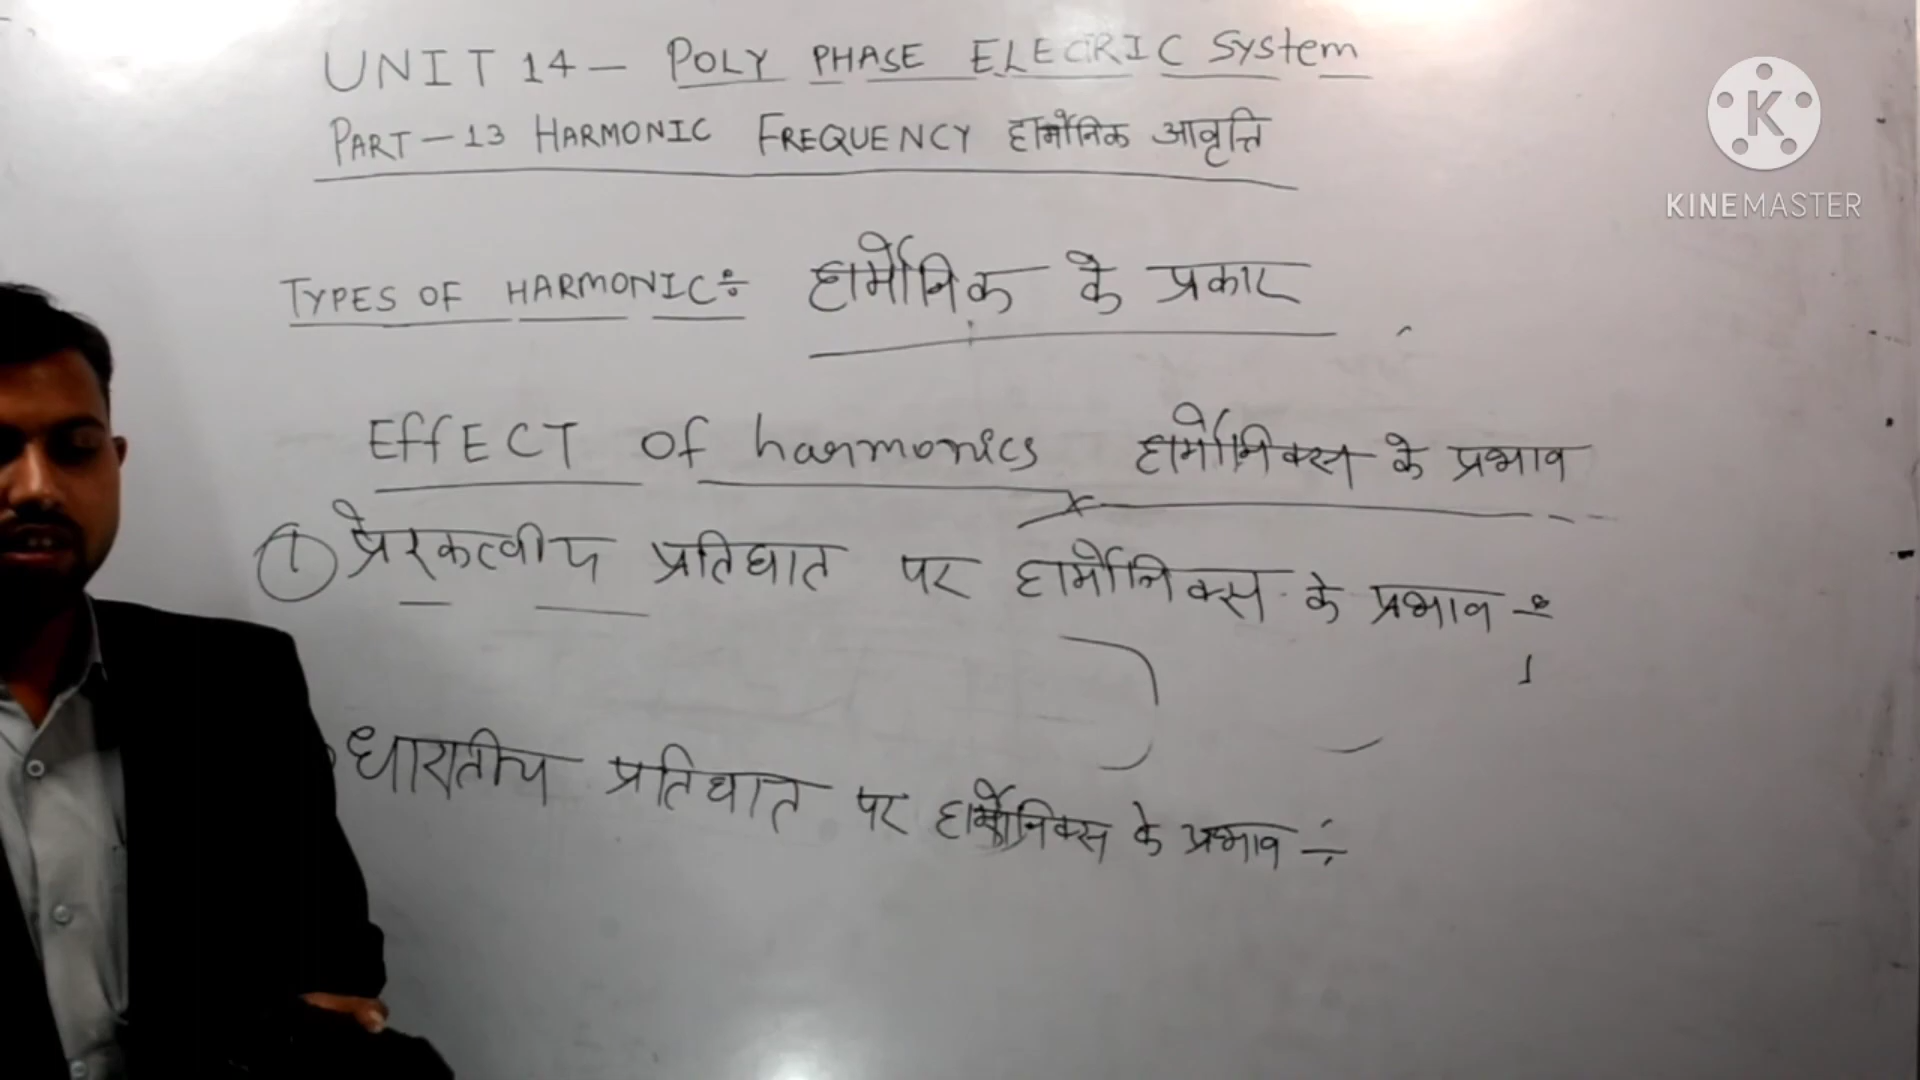 UNIT 14 - POLY PHASE ELECTRIC System
PART-13 HARMONIC FREQUENCY हार्मोनिक आवृत्ति
K
KINEMASTER
TYPES OF HARMONIC÷ हार्मोनिक के प्रकार
EffECT Of harmonics हार्मोनिक्स के प्रभाव
① प्रेरकत्वीय प्रतिघात पर हार्मोनिक्स के प्रभाव ÷
धारातीय प्रतिघात पर हार्मोनिक्स के प्रभाव ÷